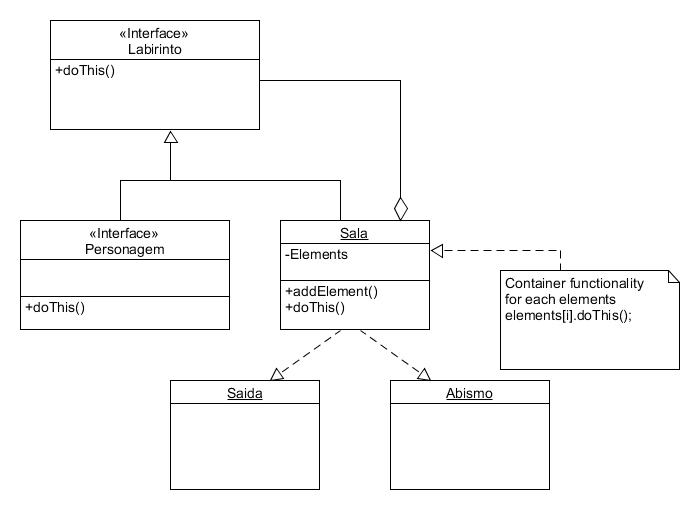 «Interface»
Labirinto
+doThis()
«Interface»
Personagem
+doThis()
Sala
-Elements
+addElement()
+doThis()
Container functionality
for each elements
elements[i].doThis();
Saida
Abismo